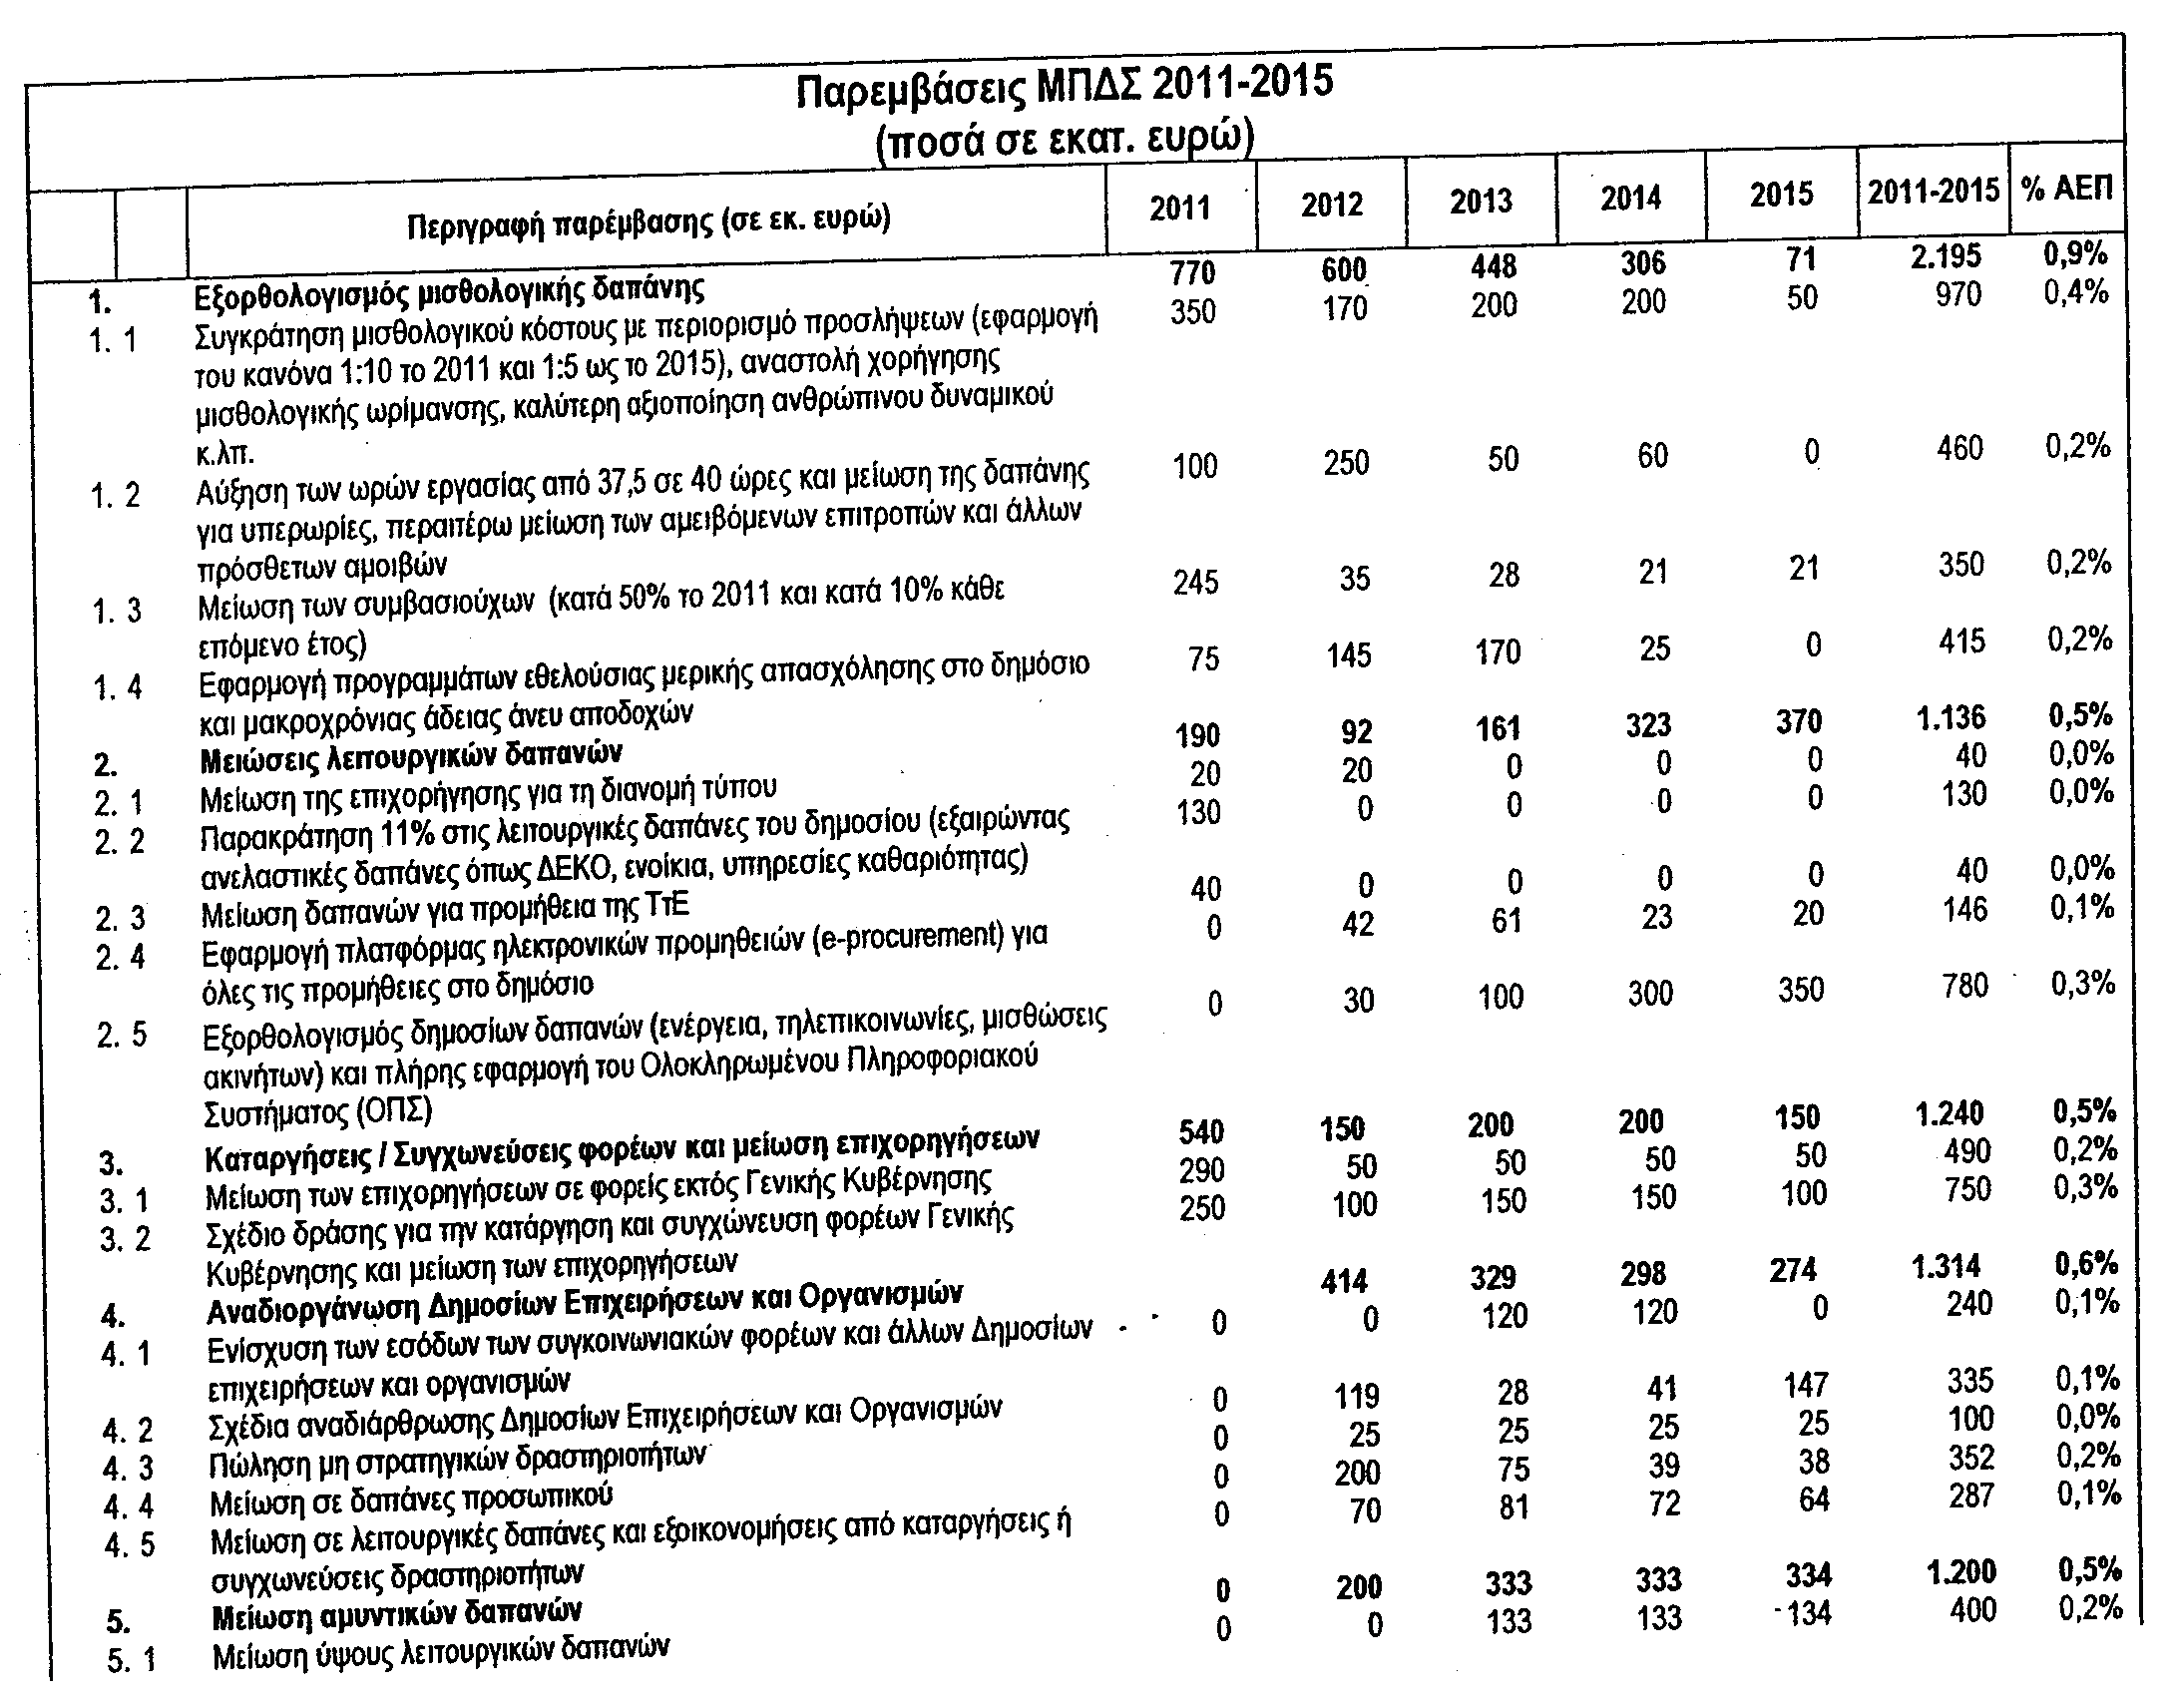 Παρεμβάσεις ΜΠΔΣ 2011-2015
(ποσά σε εκατ. ευρώ)
Περιγραφή παρέμβασης (σε εκ. ευρώ) 2011 2012 2013 2014 2015 2011-2015 % ΑΕΠ
1. Εξορθολογισμός μισθολογικής δαπάνης 770 600 448 306 71 2.195 0,9%
1. 1 Συγκράτηση μισθολογικού κόστους με περιορισμό προσλήψεων (εφαρμογή 350 170 200 200 50 970 0,4%
του κανόνα 1:10 το 2011 και 1:5 ως το 2015), αναστολή χορήγησης
μισθολογικής ωρίμανσης, καλύτερη αξιοποίηση ανθρώπινου δυναμικού
κ.λπ.
1. 2 Αύξηση των ωρών εργασίας από 37,5 σε 40 ώρες και μείωση της δαπάνης 100 250 50 60 0 460 0,2%
για υπερωρίες, περαιτέρω μείωση των αμειβόμενων επιτροπών και άλλων
πρόσθετων αμοιβών
1. 3 Μείωση των συμβασιούχων (κατά 50% το 2011 και κατά 10% κάθε 245 35 28 21 21 350 0,2%
επόμενο έτος)
1. 4 Εφαρμογή προγραμμάτων εθελούσιας μερικής απασχόλησης στο δημόσιο 75 145 170 25 0 415 0,2%
και μακροχρόνιας άδειας άνευ αποδοχών
2. Μειώσεις λειτουργικών δαπανών 190 92 161 323 370 1.136 0,5%
2. 1 Μείωση της επιχορήγησης για τη διανομή τύπου 20 20 0 0 0 40 0,0%
2. 2 Παρακράτηση 11% στις λειτουργικές δαπάνες του δημοσίου (εξαιρώντας 130 0 0 0 0 130 0,0%
ανελαστικές δαπάνες όπως ΔΕΚΟ, ενοίκια, υπηρεσίες καθαριότητας)
2. 3 Μείωση δαπανών για προμήθεια της ΤτΕ 40 0 0 0 0 40 0,0%
2. 4 Εφαρμογή πλατφόρμας ηλεκτρονικών προμηθειών (e-procurement) για 0 42 61 23 20 146 0,1%
όλες τις προμήθειες στο δημόσιο
2. 5 Εξορθολογισμός δημοσίων δαπανών (ενέργεια, τηλεπικοινωνίες, μισθώσεις 0 30 100 300 350 780 0,3%
ακινήτων) και πλήρης εφαρμογή του Ολοκληρωμένου Πληροφοριακού
Συστήματος (ΟΠΣ)
3. Καταργήσεις / Συγχωνεύσεις φορέων και μείωση επιχορηγήσεων 540 150 200 200 150 1.240 0,5%
3. 1 Μείωση των επιχορηγήσεων σε φορείς εκτός Γενικής Κυβέρνησης 290 50 50 50 50 490 0,2%
3. 2 Σχέδιο δράσης για την κατάργηση και συγχώνευση φορέων Γενικής 250 100 150 150 100 750 0,3%
Κυβέρνησης και μείωση των επιχορηγήσεων
4. Αναδιοργάνωση Δημοσίων Επιχειρήσεων και Οργανισμών 414 329 298 274 1.314 0,6%
4. 1 Ενίσχυση των εσόδων των συγκοινωνιακών φορέων και άλλων Δημοσίων 0 0 120 120 0 240 0,1%
επιχειρήσεων και οργανισμών
4. 2 Σχέδια αναδιάρθρωσης Δημοσίων Επιχειρήσεων και Οργανισμών 0 119 28 41 147 335 0,1%
4. 3 Πώληση μη στρατηγικών δραστηριοτήτων 0 25 25 25 25 100 0,0%
4. 4 Μείωση σε δαπάνες προσωπικού 0 200 75 39 38 352 0,2%
4. 5 Μείωση σε λειτουργικές δαπάνες και εξοικονομήσεις από καταργήσεις ή 0 70 81 72 64 287 0,1%
συγχωνεύσεις δραστηριοτήτων
5. Μείωση αμυντικών δαπανών 0 200 333 333 334 1.200 0,5%
5. 1 Μείωση ύψους λειτουργικών δαπανών 0 0 133 133 134 400 0,2%